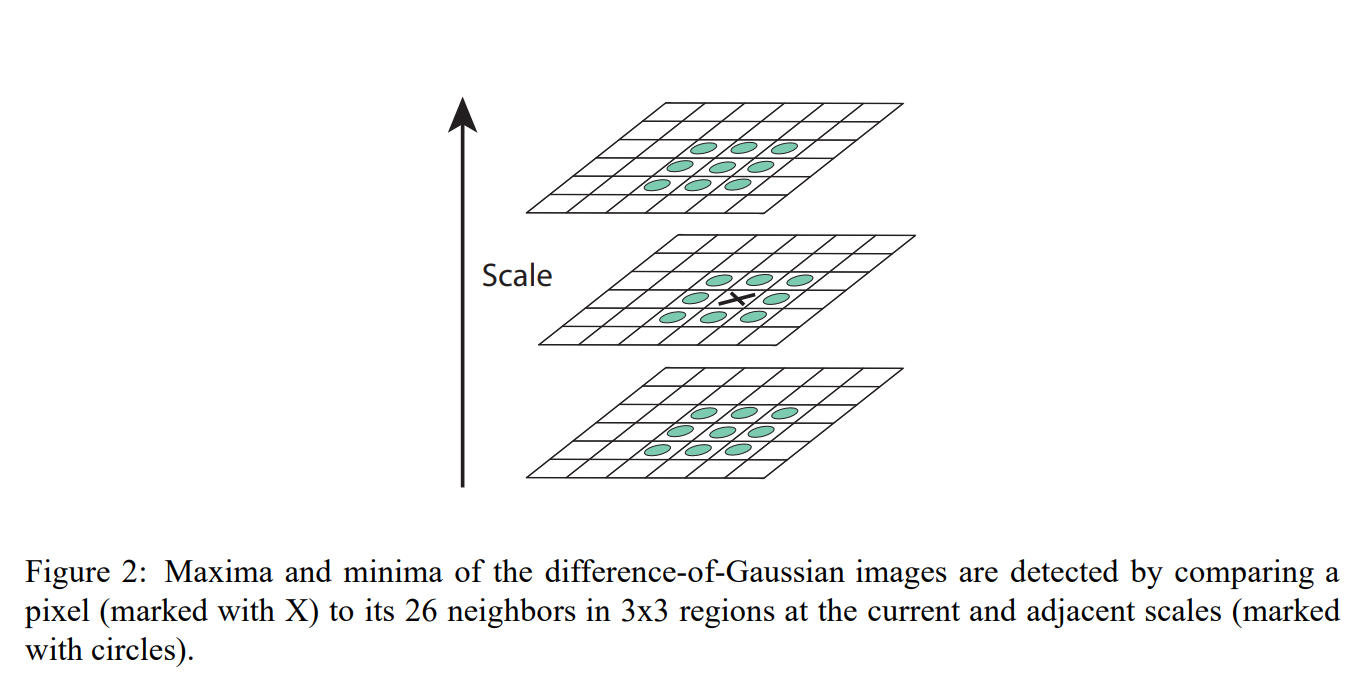 Scale
Figure 2: Maxima and minima of the difference-of-Gaussian images are detected by comparing a
pixel (marked with X) to its 26 neighbors in 3x3 regions at the current and adjacent scales (marked
with circles).